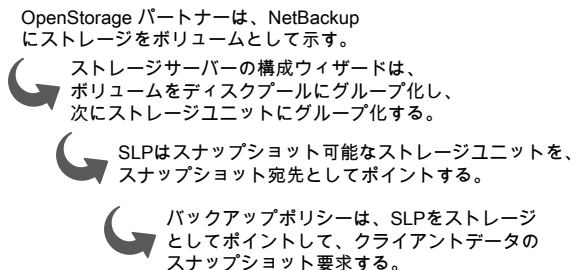 OpenStorage パートナーは、NetBackup
にストレージをボリュームとして示す。
ストレージサーバーの構成ウィザードは、
ボリュームをディスクプールにグループ化し、
次にストレージユニットにグループ化する。
SLPはスナップショット可能なストレージユニットを、
スナップショット宛先としてポイントする。
バックアップポリシーは、SLPをストレージ
としてポイントして、クライアントデータの
スナップショット要求する。